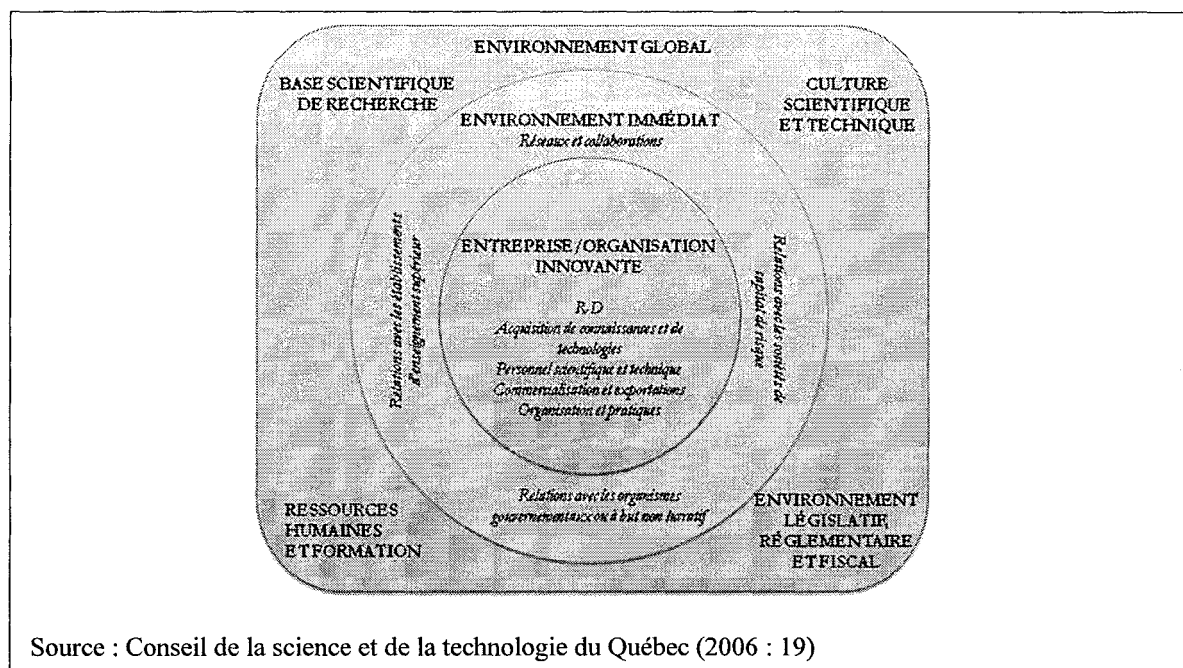 ENVIRONNEMENT GLOBAL
BASE SCIENTIFIQUE
DE RECHERCHE
CULTURE
SCIENTIFIQUE
ET TECHNIQUE
ENVIRONNEMENT IMMÉDIAT
Réseaux et collaborations
Relations avec les établissements
d'enseignement supérieur
ENTREPRISE/ORGANISATION
INNOVANTE
R-D
Acquisition de connaissances et de
technologies
Personnel scientifique et technique
Commercialisation et exportations
Organisation et pratiques
Relations avec les sociétés de
capital de risque
Relations avec les organismes
gouvernementaux ou à but non lucratif
RESSOURCES
HUMAINES
ET FORMATION
ENVIRONNEMENT
LÉGISLATIF,
RÉGLEMENTAIRE
ET FISCAL
Source : Conseil de la science et de la technologie du Québec (2006 : 19)